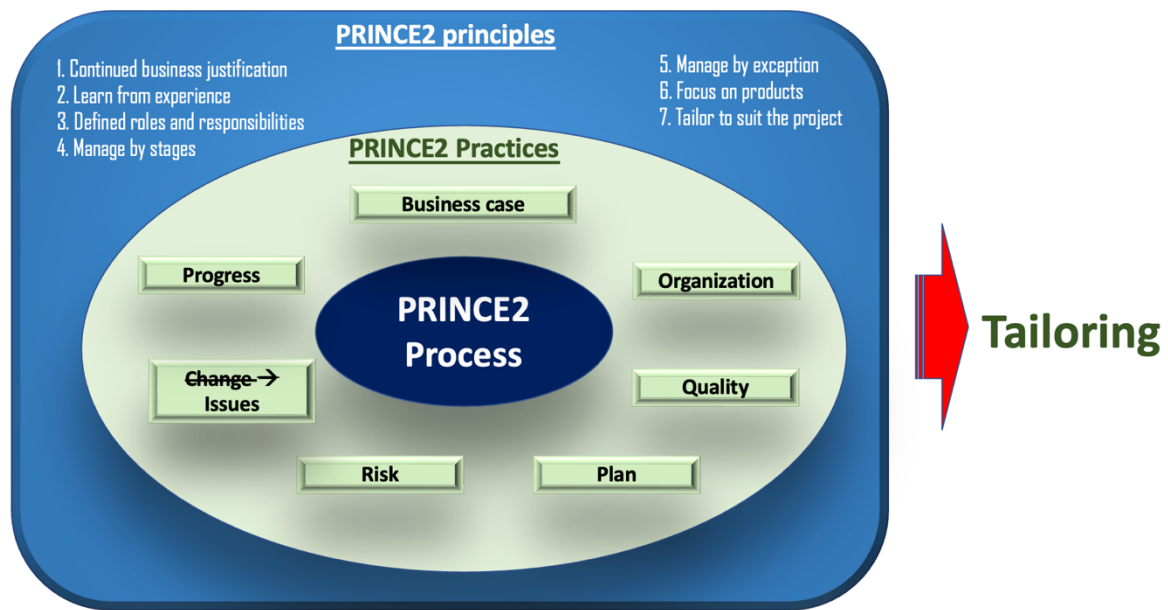 PRINCE2 principles
1. Continued business justification
2. Learn from experience
3. Defined roles and responsibilities
4. Manage by stages
5. Manage by exception
6. Focus on products
7. Tailor to suit the project
PRINCE2 Practices
Business case
Progress
Organization
PRINCE2
Process
Change →
Issues
Quality
Risk
Plan
Tailoring